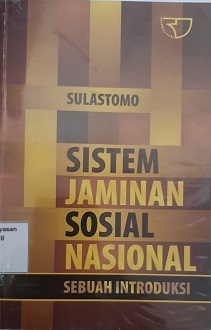 SULASTOMO
SISTEM
JAMINAN
SOSIAL
NASIONAL
SEBUAH INTRODUKSI